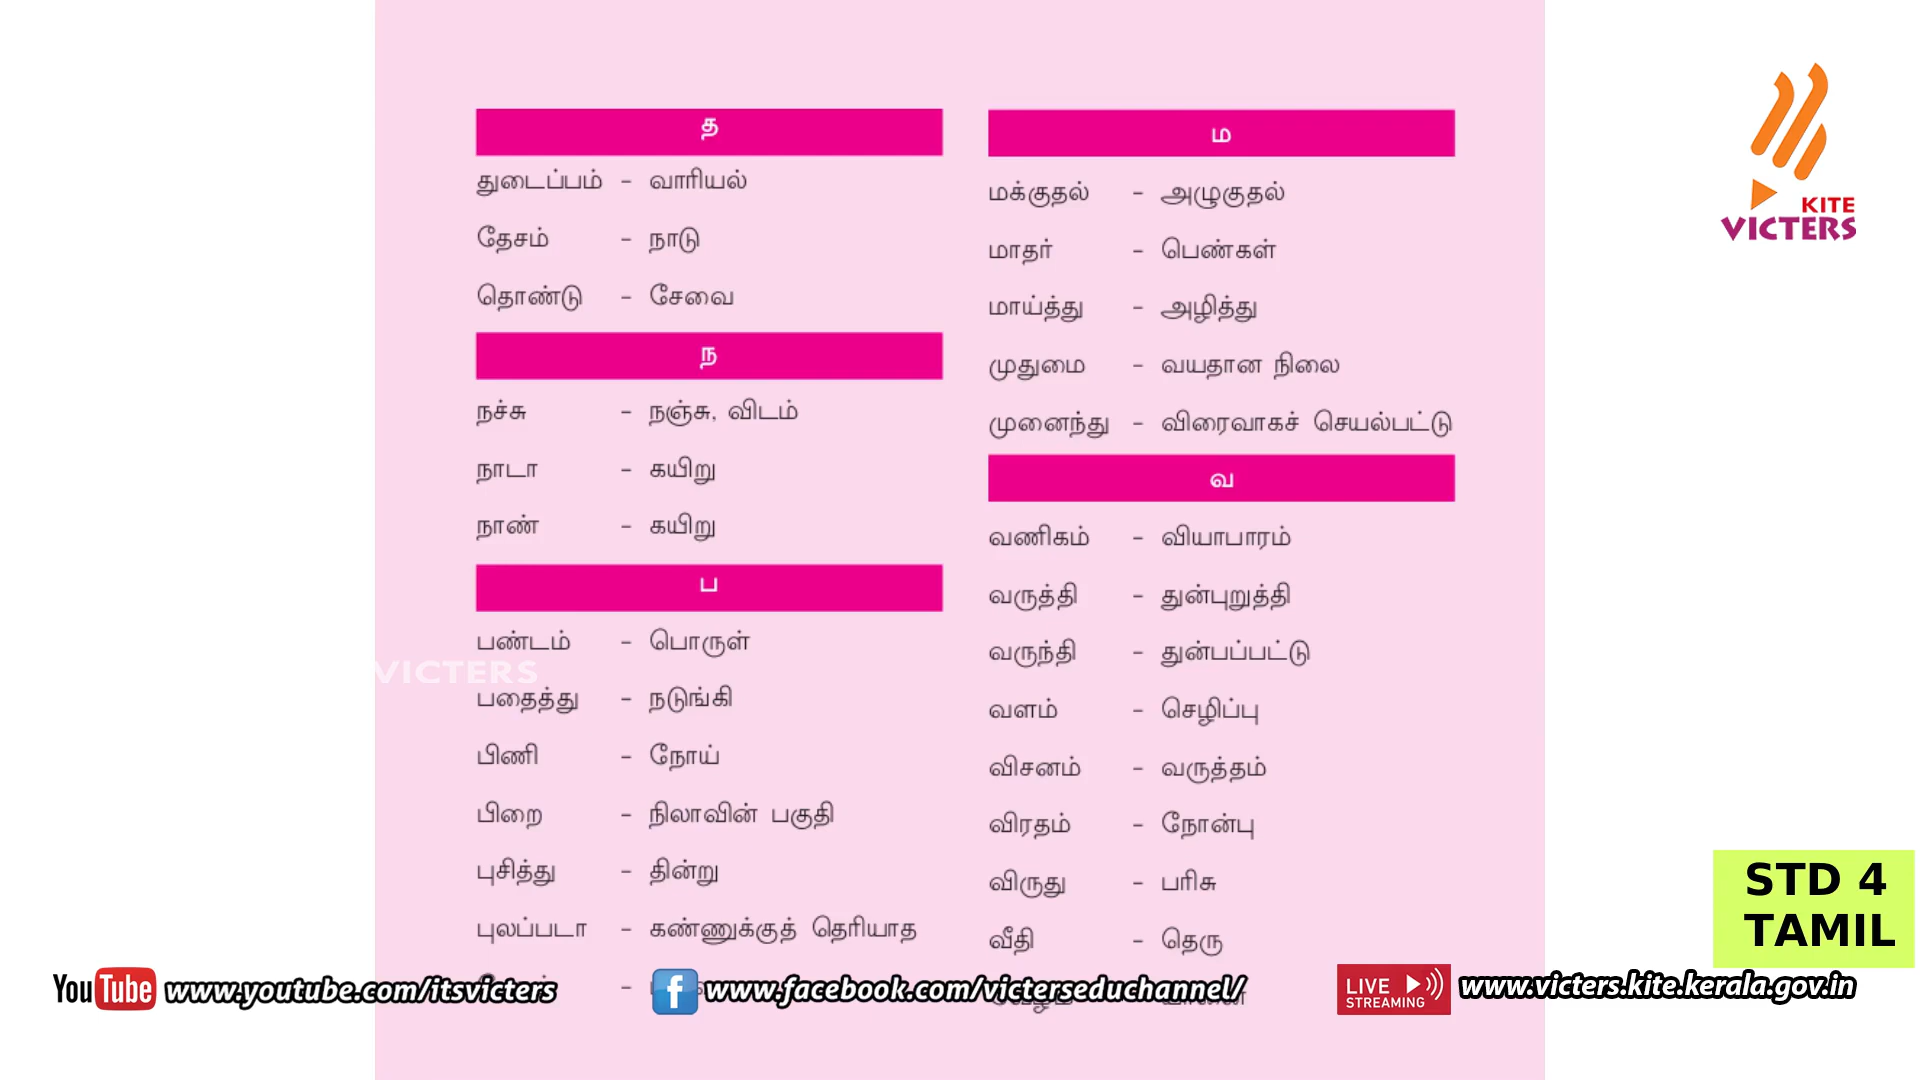 த
துடைப்பம் - வாரியல்
தேசம் - நாடு
தொண்டு - சேவை
ந
நச்சு - நஞ்சு, விடம்
நாடா - கயிறு
நாண் - கயிறு
ப
பண்டம் - பொருள்
பதைத்து - நடுங்கி
பிணி - நோய்
பிறை - நிலாவின் பகுதி
புசித்து - தின்று
புலப்படா - கண்ணுக்குத் தெரியாத
ம
மக்குதல் - அழுகுதல்
மாதர் - பெண்கள்
மாய்த்து - அழித்து
முதுமை - வயதான நிலை
முனைந்து - விரைவாகச் செயல்பட்டு
வ
வணிகம் - வியாபாரம்
வருத்தி - துன்புறுத்தி
வருந்தி - துன்பப்பட்டு
வளம் - செழிப்பு
விசனம் - வருத்தம்
விரதம் - நோன்பு
விருது - பரிசு
வீதி - தெரு
KITE
VICTERS
VICTERS
STD 4
TAMIL
YouTube www.youtube.com/itsvicters
f www.facebook.com/victerseduchannel/
LIVE STREAMING www.victers.kite.kerala.gov.in